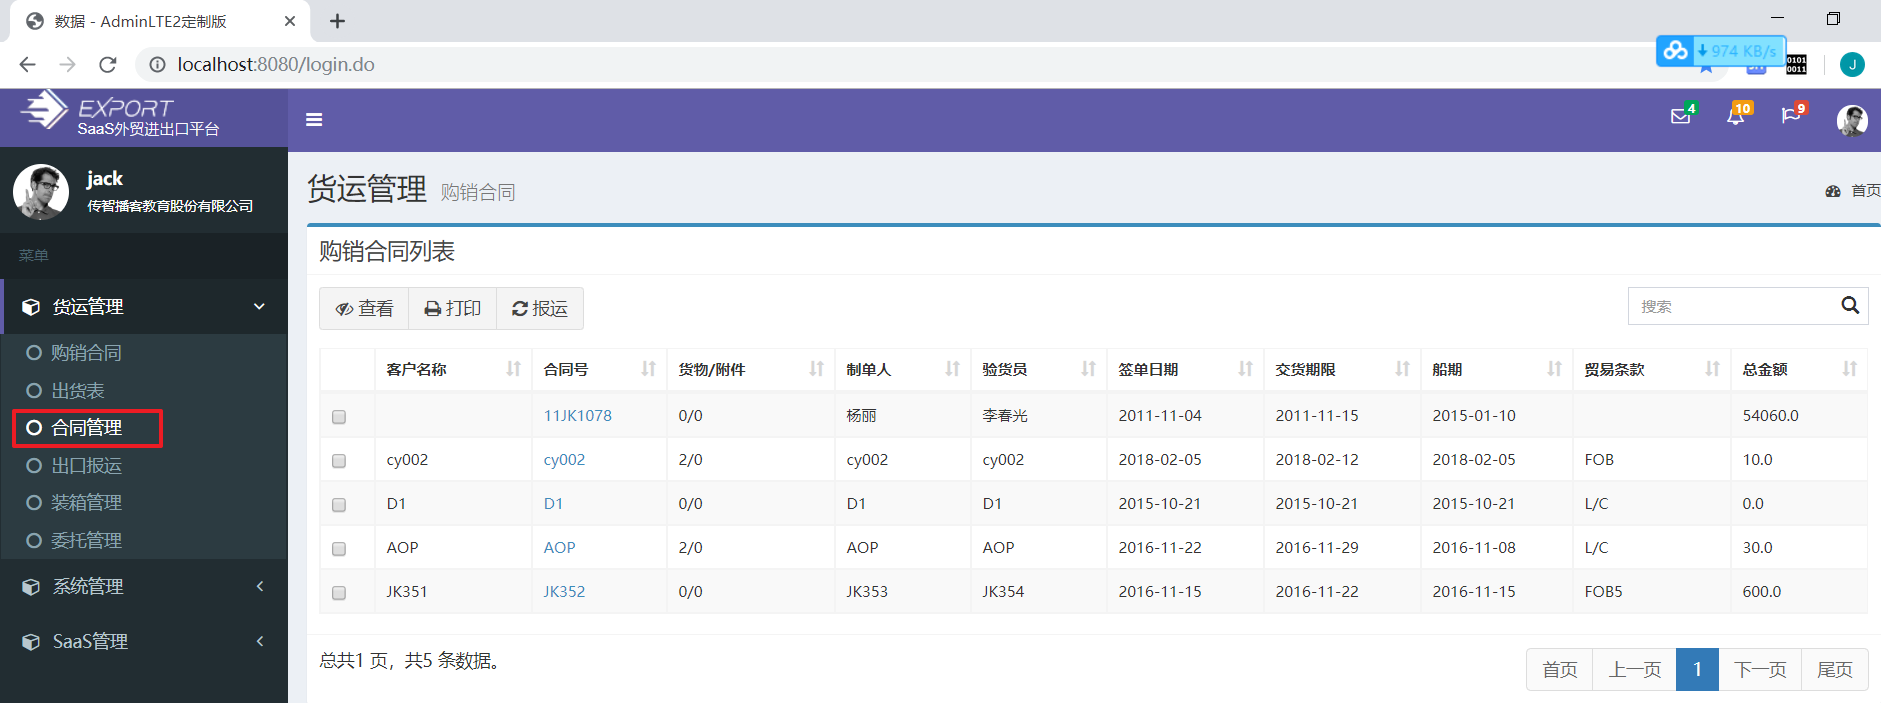 数据 - AdminLTE2定制版
974 KB/s
localhost:8080/login.do
0101
0011
J
EXPORT
SaaS外贸进出口平台
4
10
9
jack
传智播客教育股份有限公司
菜单
货运管理
购销合同
出货表
合同管理
出口报运
装箱管理
委托管理
系统管理
SaaS管理
货运管理 购销合同
首页
购销合同列表
查看 打印 报运
搜索
客户名称 合同号 货物/附件 制单人 验货员 签单日期 交货期限 船期 贸易条款 总金额
11JK1078 0/0 杨丽 李春光 2011-11-04 2011-11-15 2015-01-10 54060.0
cy002 cy002 2/0 cy002 cy002 2018-02-05 2018-02-12 2018-02-05 FOB 10.0
D1 D1 0/0 D1 D1 2015-10-21 2015-10-21 2015-10-21 L/C 0.0
AOP AOP 2/0 AOP AOP 2016-11-22 2016-11-29 2016-11-08 L/C 30.0
JK351 JK352 0/0 JK353 JK354 2016-11-15 2016-11-22 2016-11-15 FOB5 600.0
总共1 页，共5 条数据。
首页 上一页 1 下一页 尾页